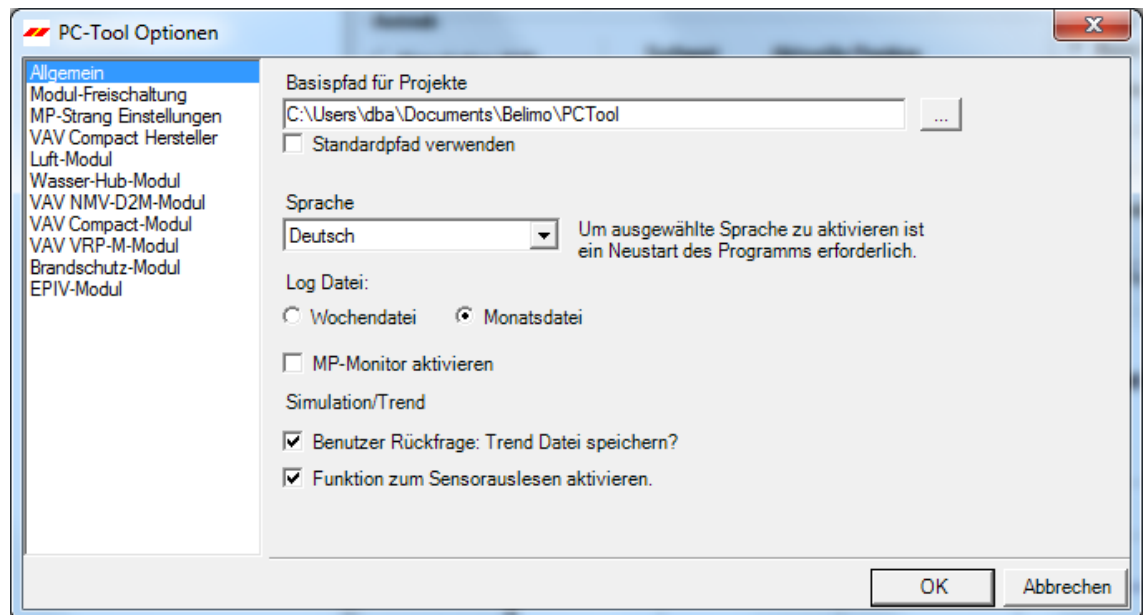 PC-Tool Optionen
Allgemein
Modul-Freischaltung
MP-Strang Einstellungen
VAV Compact Hersteller
Luft-Modul
Wasser-Hub-Modul
VAV NMV-D2M-Modul
VAV Compact-Modul
VAV VRP-M-Modul
Brandschutz-Modul
EPIV-Modul
Basispfad für Projekte
C:\Users\dba\Documents\Belimo\PCTool
...
Standardpfad verwenden
Sprache
Deutsch
Um ausgewählte Sprache zu aktivieren ist
ein Neustart des Programms erforderlich.
Log Datei:
Wochendatei Monatsdatei
MP-Monitor aktivieren
Simulation/Trend
Benutzer Rückfrage: Trend Datei speichern?
Funktion zum Sensorauslesen aktivieren.
OK Abbrechen